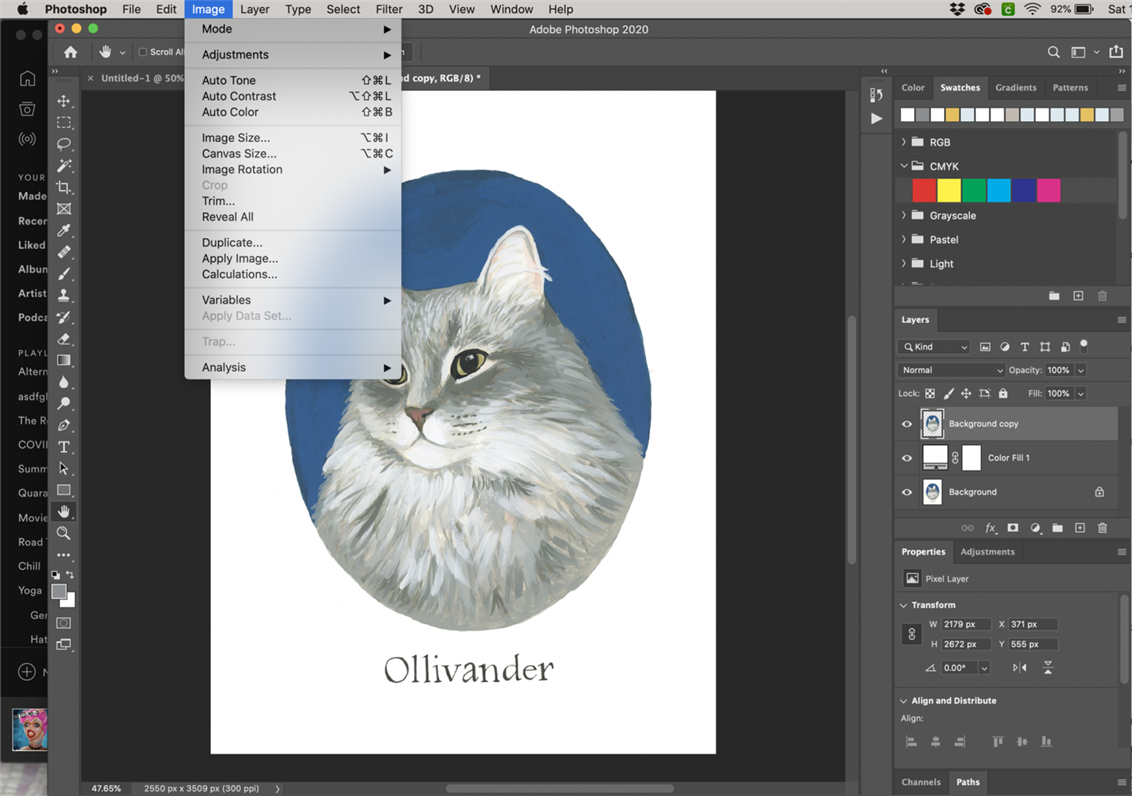 Photoshop File Edit Image Layer Type Select Filter 3D View Window Help 92% Sat
Adobe Photoshop 2020
Scroll All
Untitled-1 @ 50%
nd copy, RGB/8) *
Mode
Adjustments
Auto Tone ⇧⌘L
Auto Contrast ⌥⇧⌘L
Auto Color ⇧⌘B
Image Size... ⌥⌘I
Canvas Size... ⌥⌘C
Image Rotation
Crop
Trim...
Reveal All
Duplicate...
Apply Image...
Calculations...
Variables
Apply Data Set...
Trap...
Analysis
YOUR
Made
Recen
Liked
Album
Artist
Podca
PLAYL
Altern
asdfgl
The R
COVI
Summ
Quara
Movie
Road T
Chill
Yoga
Ger
Hat
Ollivander
47.65% 2550 px x 3509 px (300 ppi)
Color Swatches Gradients Patterns
RGB
CMYK
Grayscale
Pastel
Light
Layers
Kind
Normal Opacity: 100%
Lock: Fill: 100%
Background copy
Color Fill 1
Background
Properties Adjustments
Pixel Layer
Transform
W 2179 px X 371 px
H 2672 px Y 555 px
0.00°
Align and Distribute
Align:
Channels Paths